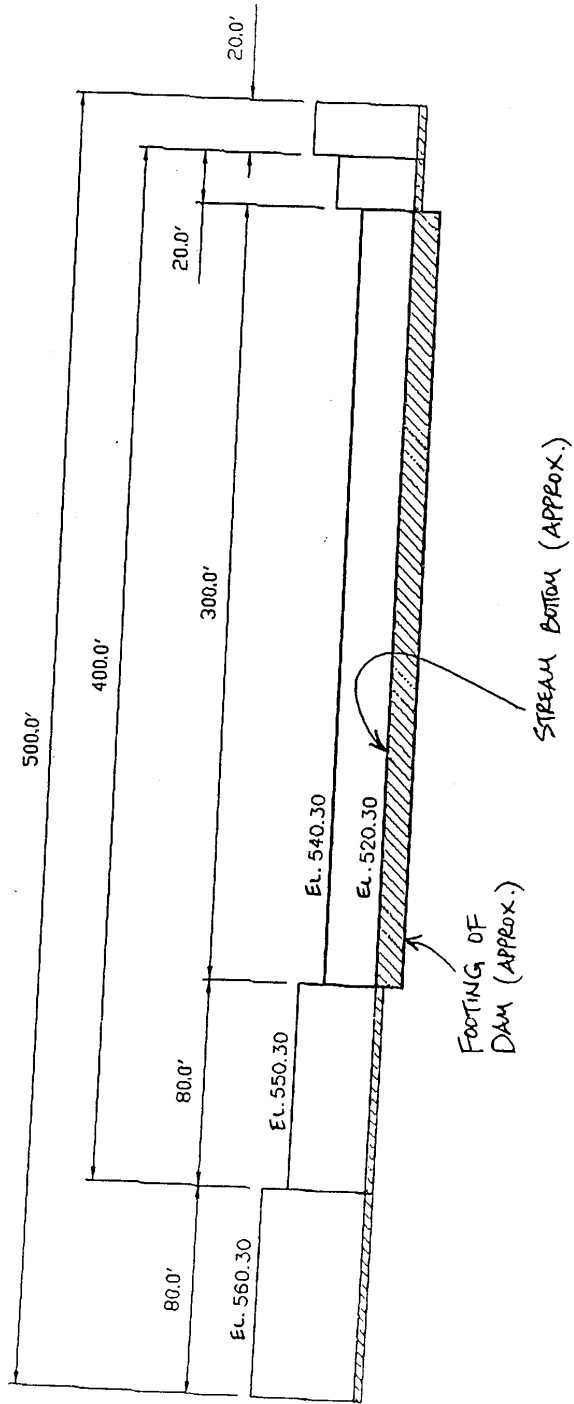 500.0'
400.0'
300.0'
20.0'
20.0'
80.0'
80.0'
EL. 560.30
EL. 550.30
EL. 540.30
EL. 520.30
FOOTING OF
DAM (APPROX.)
STREAM BOTTOM (APPROX.)